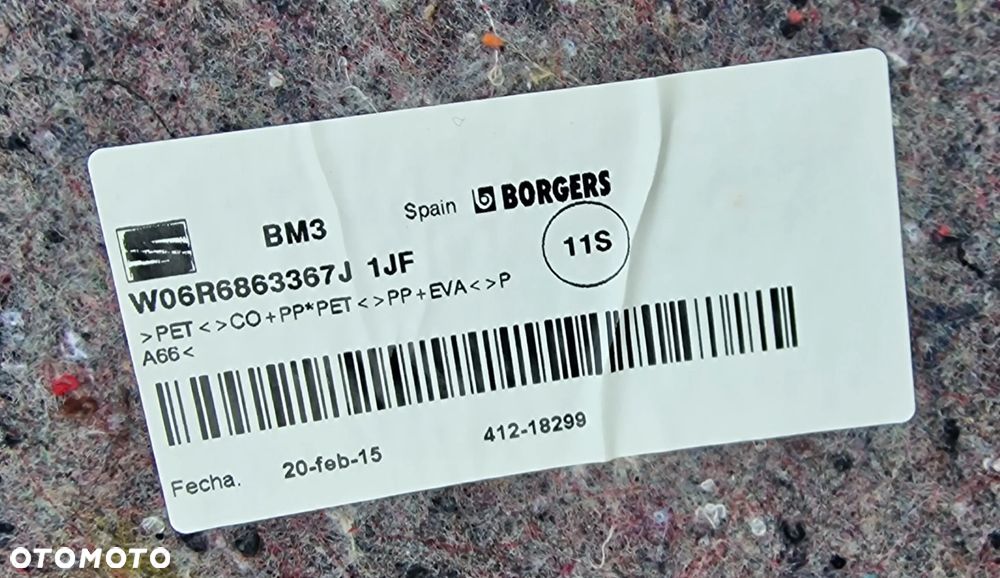 Spain BORGERS
BM3
11S
W06R6863367J 1JF
>PET<>CO+PP*PET<>PP+EVA<>P
A66<
Fecha. 20-feb-15 412-18299
OTOMOTO